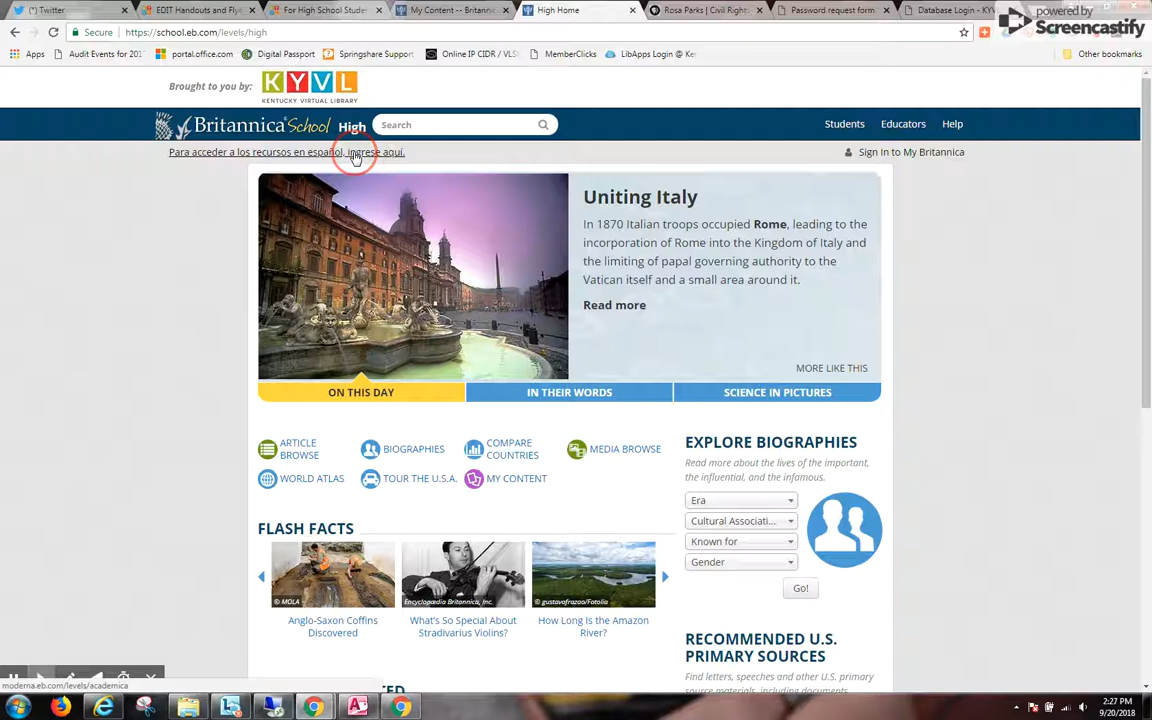 (*) Twitter
EDIT Handouts and Fly
For High School Stude
My Content -- Britannic
High Home
Rosa Parks | Civil Rights
Password request form
Database Login - KYV
powered by
Screencastify
Secure
https://school.eb.com/levels/high
Apps
Audit Events for 201
portal.office.com
Digital Passport
Springshare Support
Online IP CIDR / VLS
MemberClicks
LibApps Login @ Ke
Other bookmarks
Brought to you by:
KYVL
KENTUCKY VIRTUAL LIBRARY
Britannica School High
Search
Students
Educators
Help
Para acceder a los recursos en español, ingrese aquí.
Sign In to My Britannica
Uniting Italy
In 1870 Italian troops occupied Rome, leading to the
incorporation of Rome into the Kingdom of Italy and
the limiting of papal governing authority to the
Vatican itself and a small area around it.
Read more
MORE LIKE THIS
ON THIS DAY
IN THEIR WORDS
SCIENCE IN PICTURES
ARTICLE
BROWSE
BIOGRAPHIES
COMPARE
COUNTRIES
MEDIA BROWSE
WORLD ATLAS
TOUR THE U.S.A.
MY CONTENT
EXPLORE BIOGRAPHIES
Read more about the lives of the important,
the influential, and the infamous.
Era
Cultural Associati...
Known for
Gender
Go!
FLASH FACTS
© MOLA
Encyclopædia Britannica, Inc.
© gustavofrazao/Fotolia
Anglo-Saxon Coffins
Discovered
What's So Special About
Stradivarius Violins?
How Long Is the Amazon
River?
RECOMMENDED U.S.
PRIMARY SOURCES
Find letters, speeches and other U.S. primary
moderna.eb.com/levels/academica
2:27 PM
9/20/2018